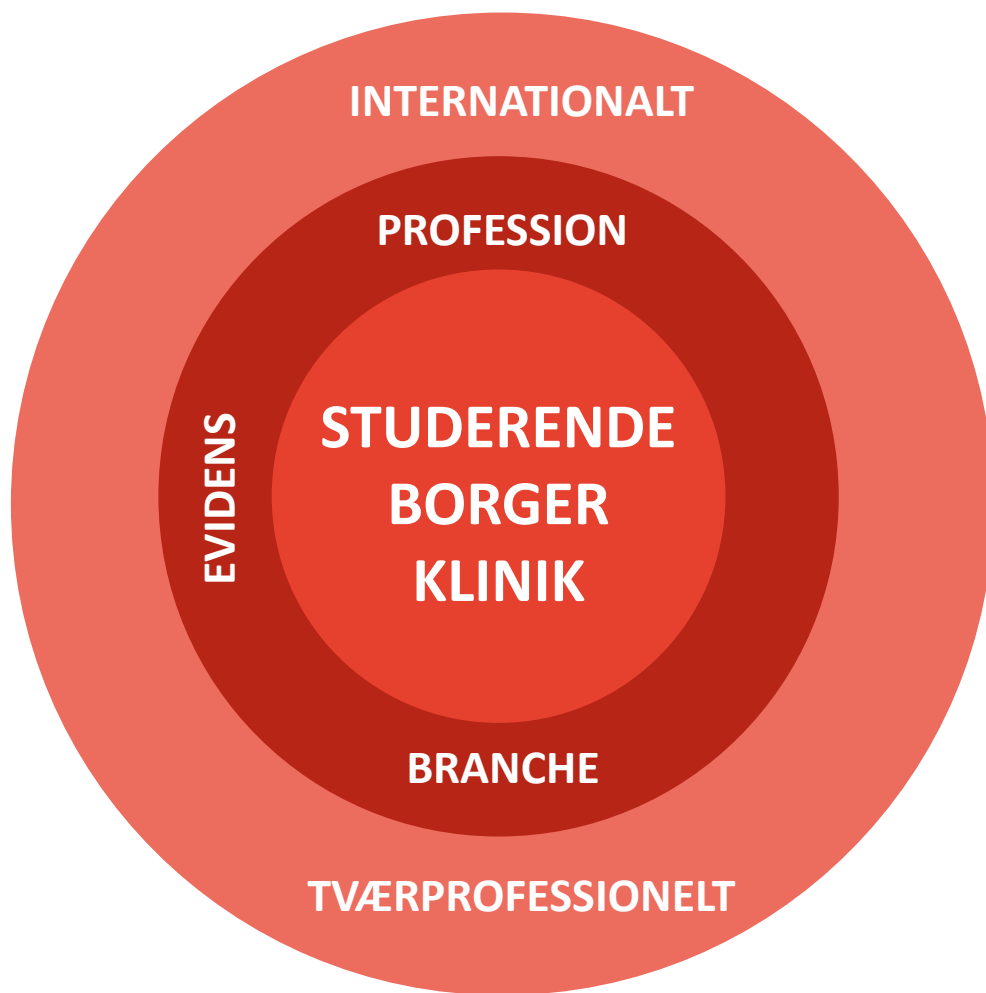 INTERNATIONALT
PROFESSION
EVIDENS
STUDERENDE
BORGER
KLINIK
BRANCHE
TVÆRPROFESSIONELT